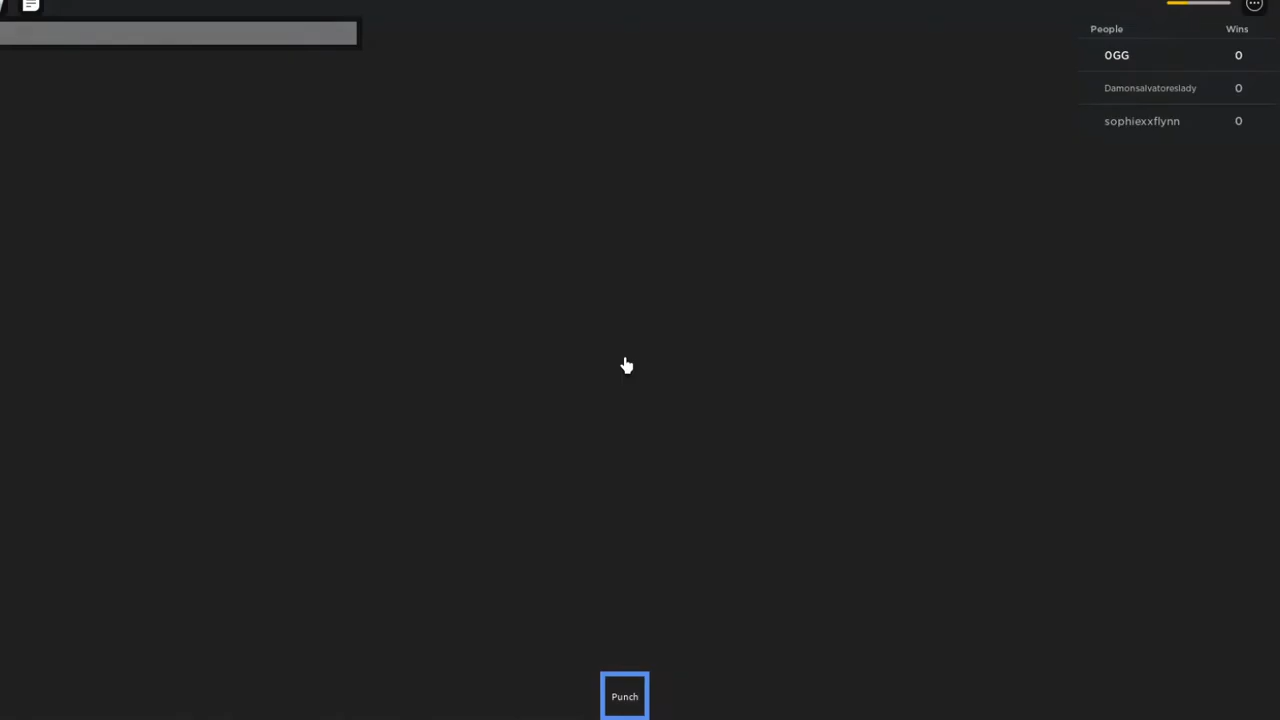 People Wins
0GG 0
Damonsalvatoreslady 0
sophiexxflynn 0
Punch